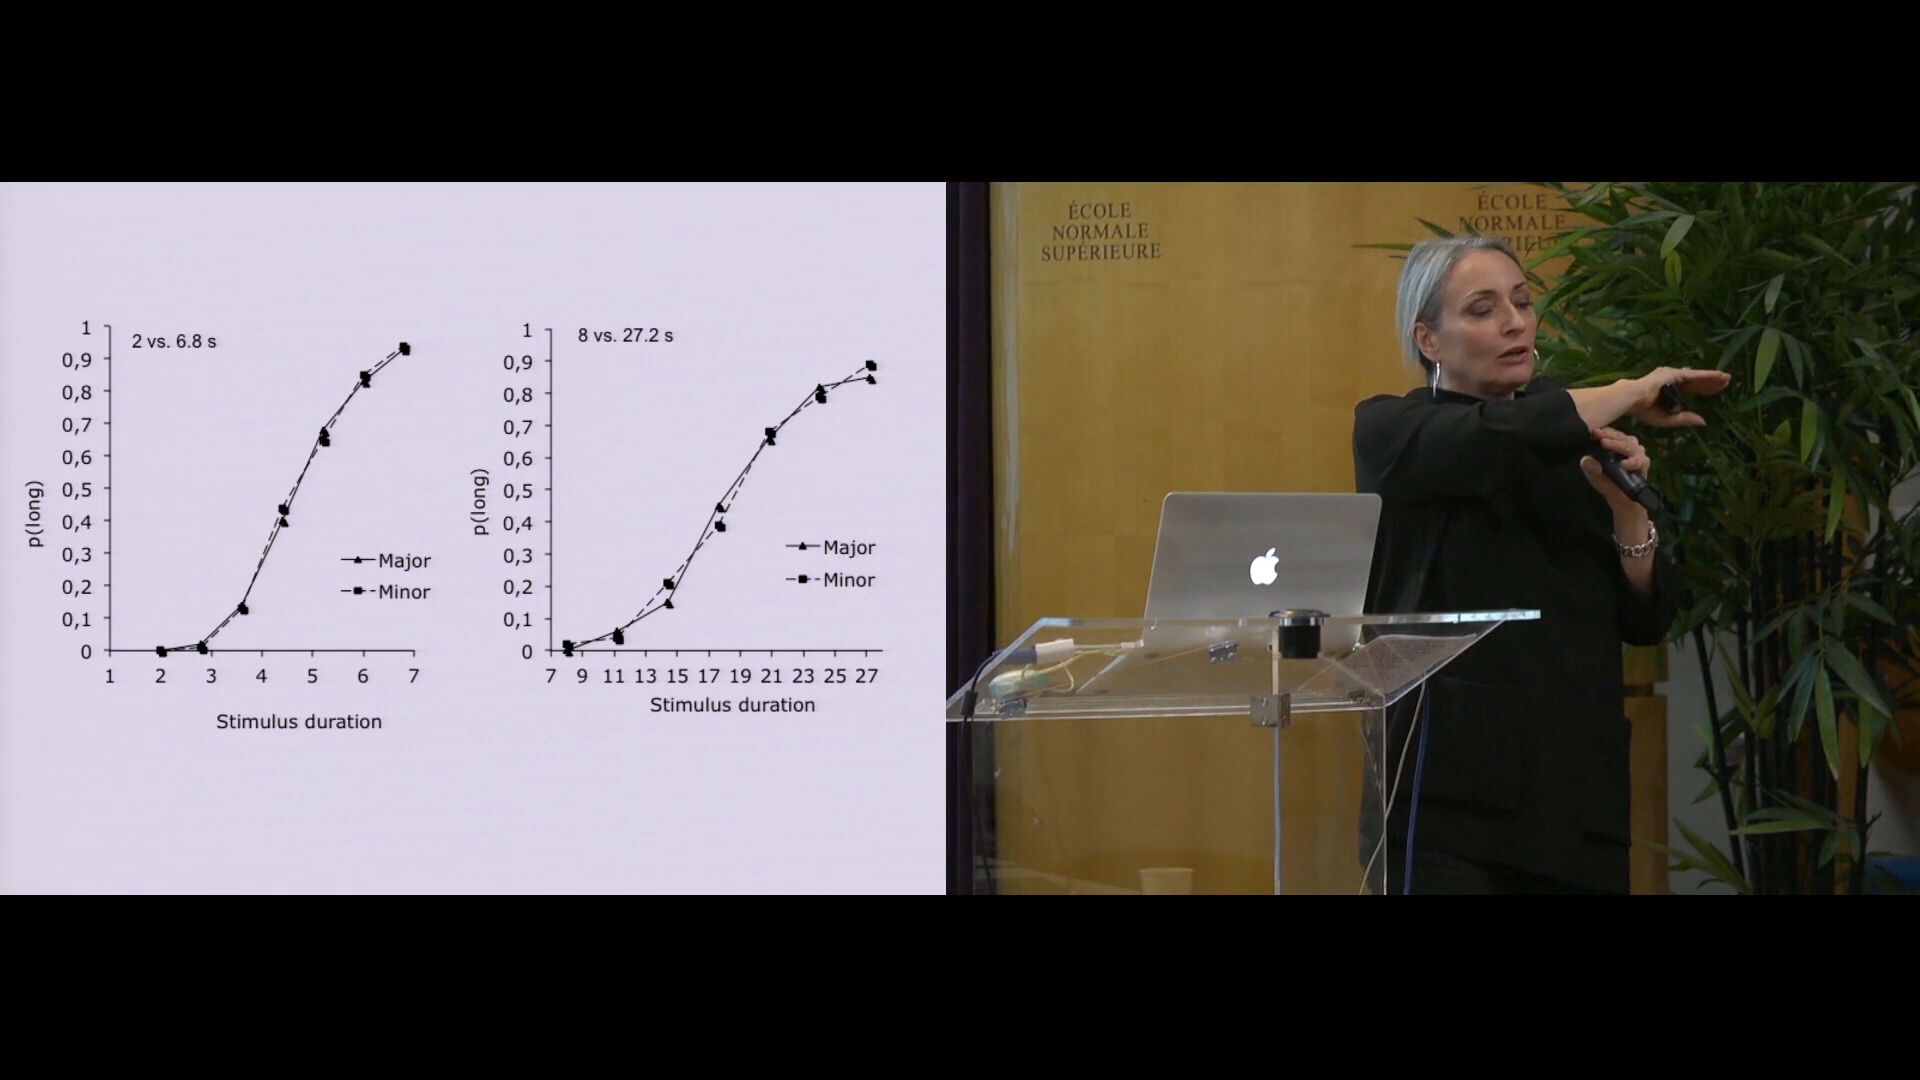 2 vs. 6.8 s
1
0,9
0,8
0,7
0,6
0,5
0,4
0,3
0,2
0,1
0
p(long)
Major
Minor
1 2 3 4 5 6 7
Stimulus duration
8 vs. 27.2 s
1
0,9
0,8
0,7
0,6
0,5
0,4
0,3
0,2
0,1
0
p(long)
Major
Minor
7 9 11 13 15 17 19 21 23 25 27
Stimulus duration
ÉCOLE
NORMALE
SUPÉRIEURE
ÉCOLE
NORMALE